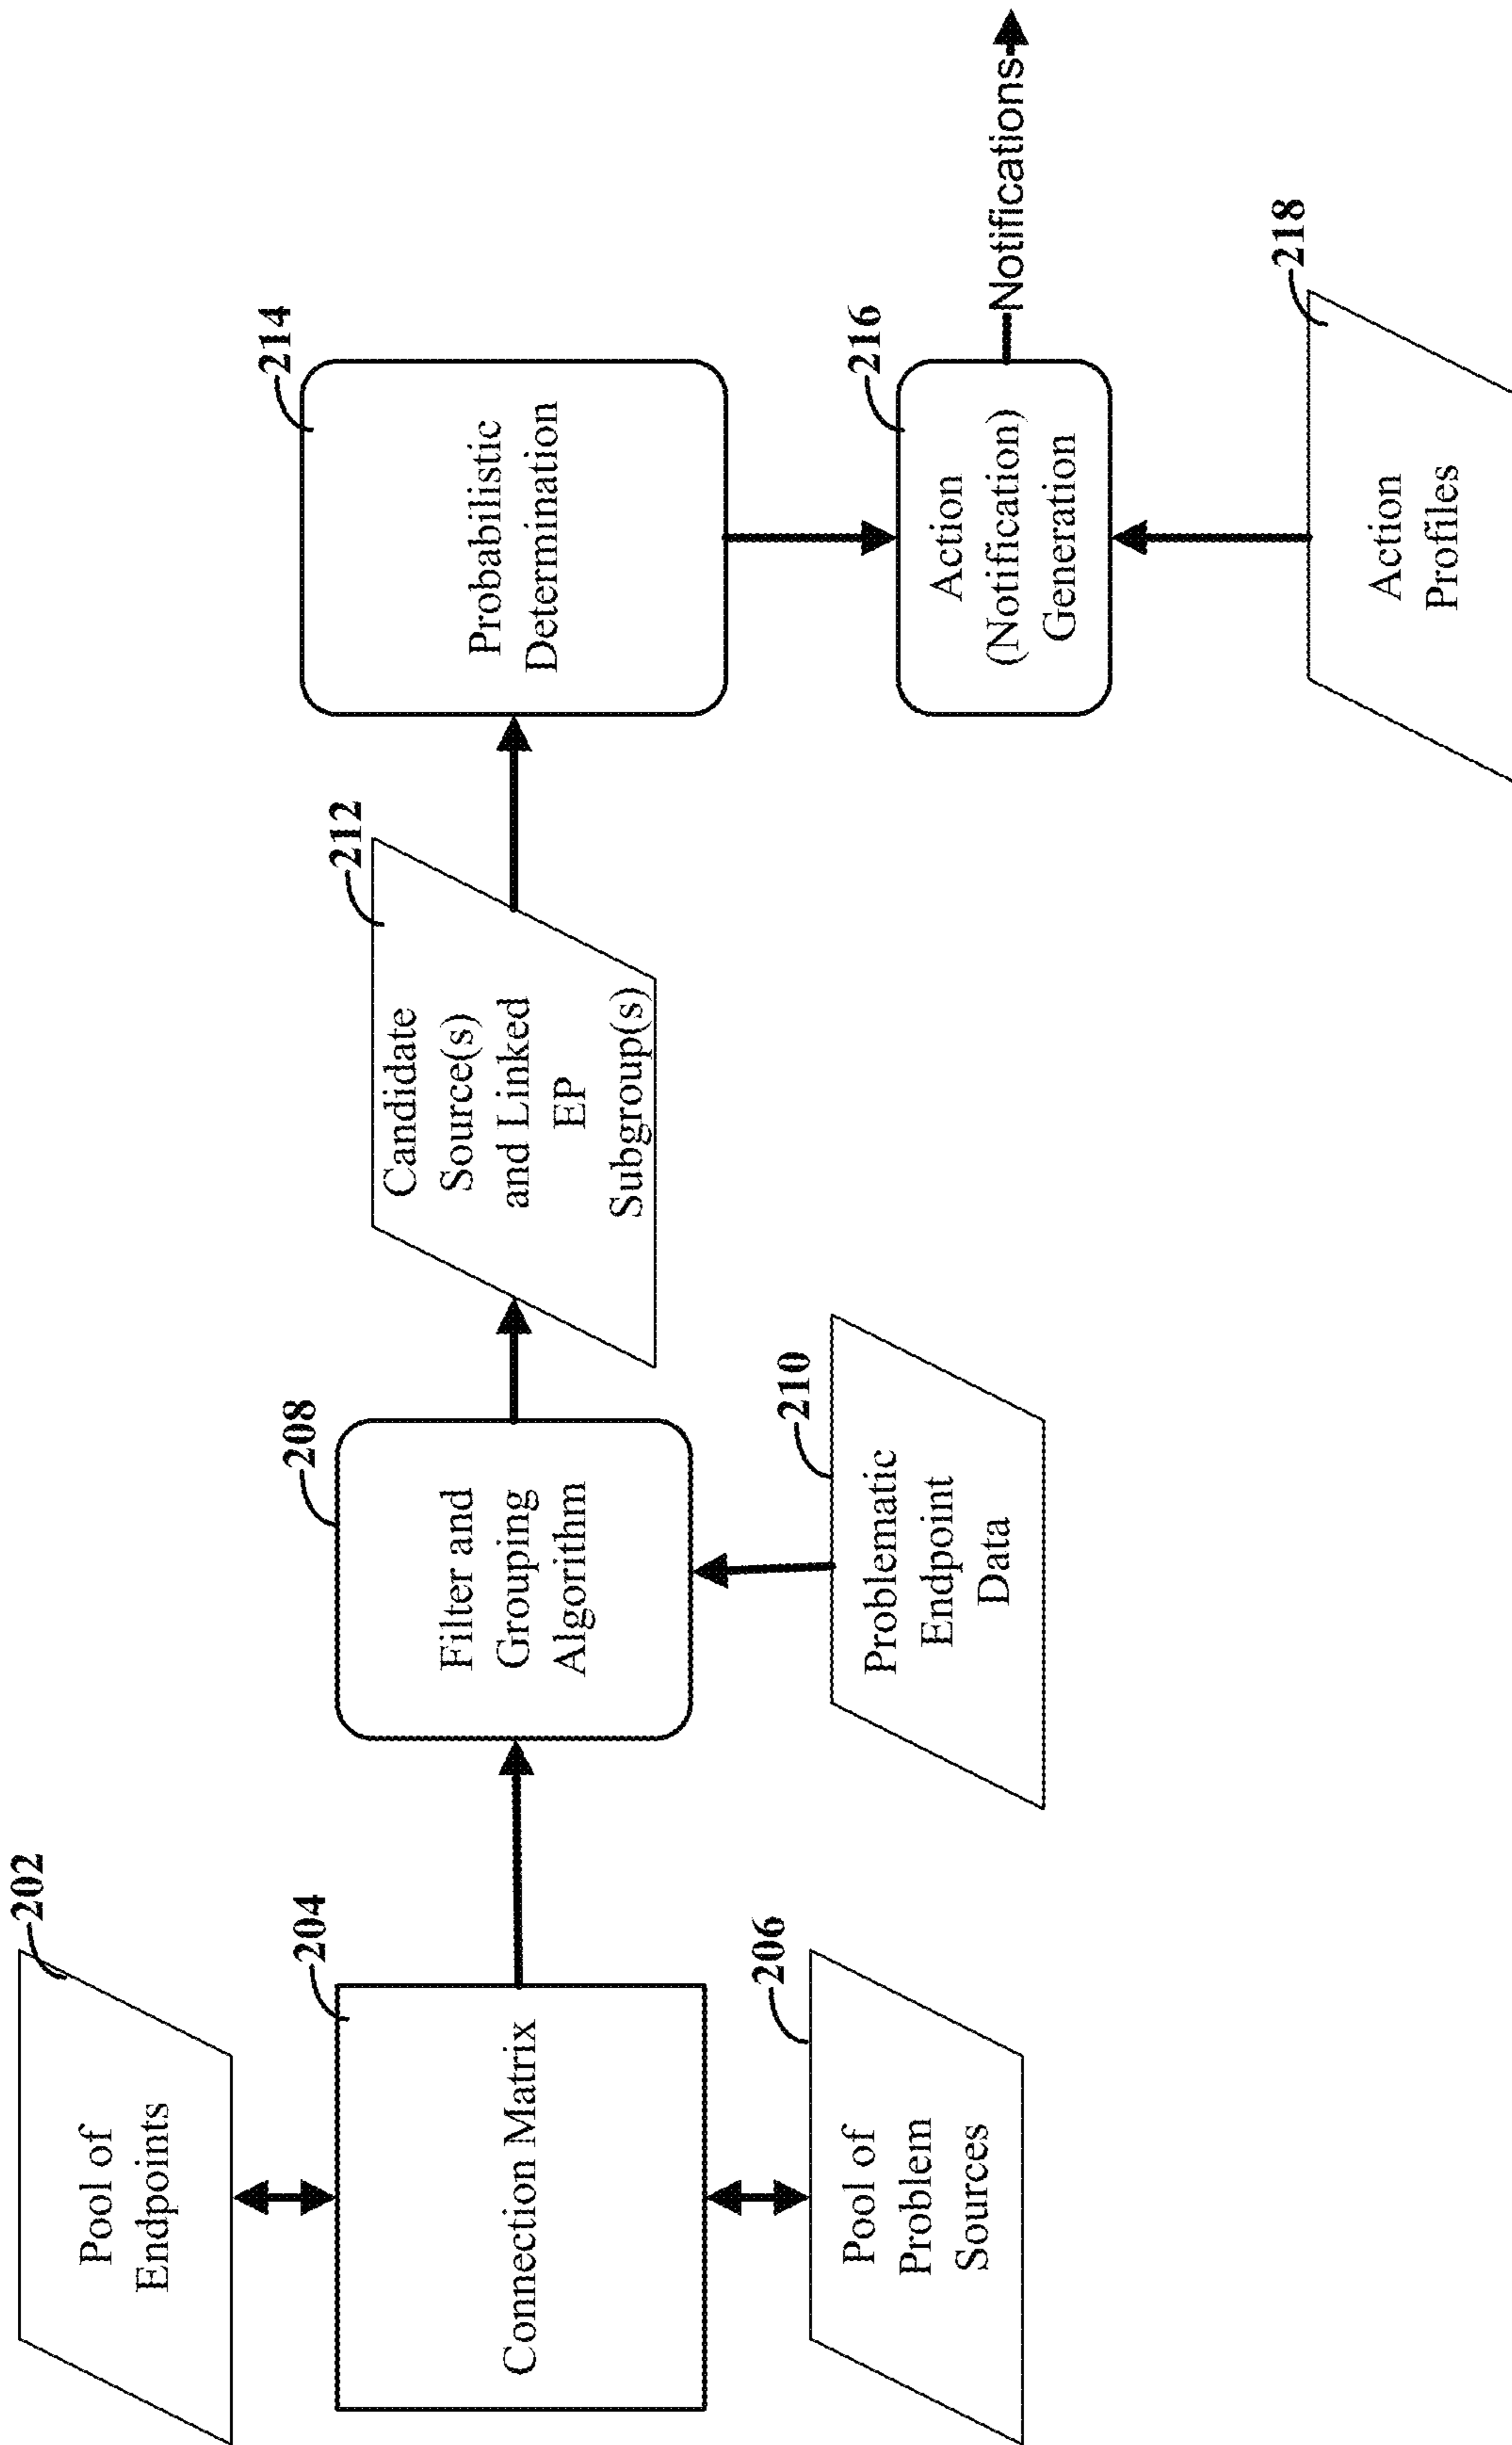 202
Pool of
Endpoints
204
Connection Matrix
206
Pool of
Problem
Sources
208
Filter and
Grouping
Algorithm
210
Problematic
Endpoint
Data
212
Candidate
Source(s)
and Linked
EP
Subgroup(s)
214
Probabilistic
Determination
216
Action
(Notification)
Generation
Notifications
218
Action
Profiles